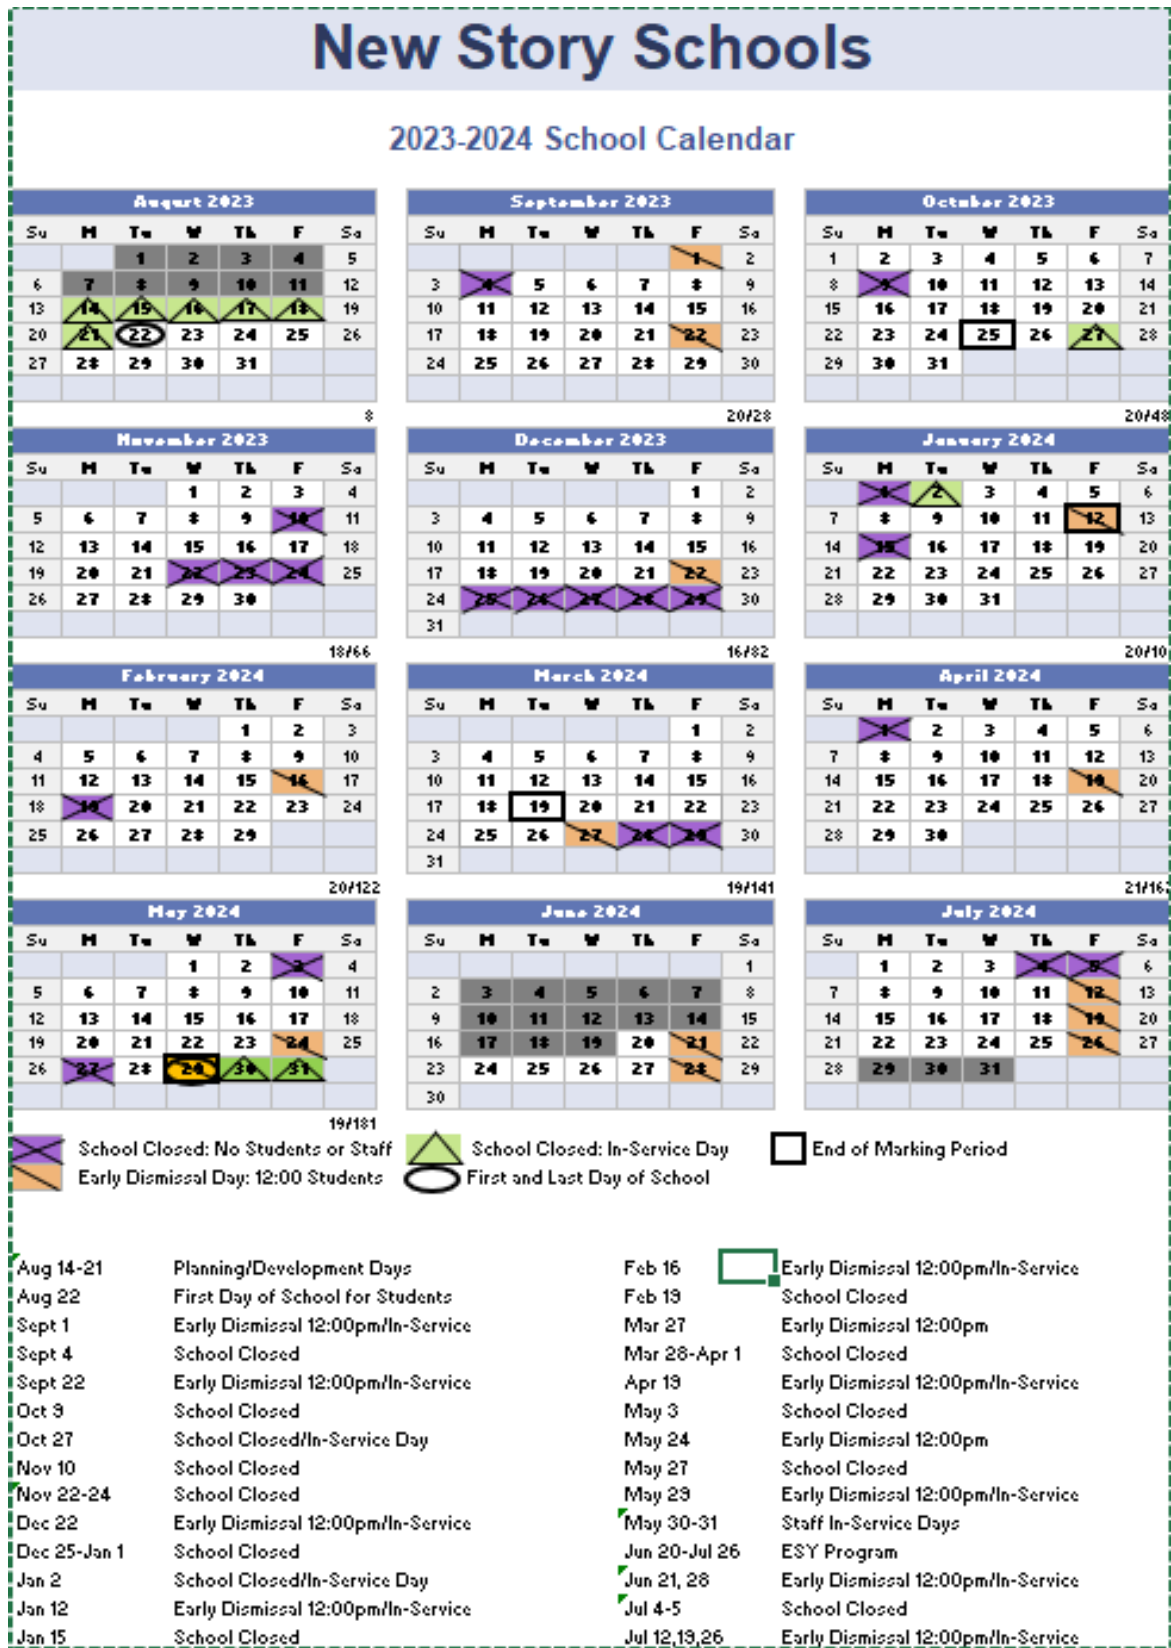 New Story Schools
2023-2024 School Calendar
August 2023
Su M Tu W Th F Sa
1 2 3 4 5
6 7 8 9 10 11 12
13 14 15 16 17 18 19
20 21 22 23 24 25 26
27 28 29 30 31
8
September 2023
Su M Tu W Th F Sa
1 2
3 4 5 6 7 8 9
10 11 12 13 14 15 16
17 18 19 20 21 22 23
24 25 26 27 28 29 30
20/28
October 2023
Su M Tu W Th F Sa
1 2 3 4 5 6 7
8 9 10 11 12 13 14
15 16 17 18 19 20 21
22 23 24 25 26 27 28
29 30 31
20/48
November 2023
Su M Tu W Th F Sa
1 2 3 4
5 6 7 8 9 10 11
12 13 14 15 16 17 18
19 20 21 22 23 24 25
26 27 28 29 30
18/66
December 2023
Su M Tu W Th F Sa
1 2
3 4 5 6 7 8 9
10 11 12 13 14 15 16
17 18 19 20 21 22 23
24 25 26 27 28 29 30
31
16/82
January 2024
Su M Tu W Th F Sa
1 2 3 4 5 6
7 8 9 10 11 12 13
14 15 16 17 18 19 20
21 22 23 24 25 26 27
28 29 30 31
20/10
February 2024
Su M Tu W Th F Sa
1 2 3
4 5 6 7 8 9 10
11 12 13 14 15 16 17
18 19 20 21 22 23 24
25 26 27 28 29
20/122
March 2024
Su M Tu W Th F Sa
1 2
3 4 5 6 7 8 9
10 11 12 13 14 15 16
17 18 19 20 21 22 23
24 25 26 27 28 29 30
31
19/141
April 2024
Su M Tu W Th F Sa
1 2 3 4 5 6
7 8 9 10 11 12 13
14 15 16 17 18 19 20
21 22 23 24 25 26 27
28 29 30
21/162
May 2024
Su M Tu W Th F Sa
1 2 3 4
5 6 7 8 9 10 11
12 13 14 15 16 17 18
19 20 21 22 23 24 25
26 27 28 29 30 31
19/181
June 2024
Su M Tu W Th F Sa
1
2 3 4 5 6 7 8
9 10 11 12 13 14 15
16 17 18 19 20 21 22
23 24 25 26 27 28 29
30
July 2024
Su M Tu W Th F Sa
1 2 3 4 5 6
7 8 9 10 11 12 13
14 15 16 17 18 19 20
21 22 23 24 25 26 27
28 29 30 31
School Closed: No Students or Staff School Closed: In-Service Day End of Marking Period
Early Dismissal Day: 12:00 Students First and Last Day of School
Aug 14-21 Planning/Development Days
Aug 22 First Day of School for Students
Sept 1 Early Dismissal 12:00pm/In-Service
Sept 4 School Closed
Sept 22 Early Dismissal 12:00pm/In-Service
Oct 9 School Closed
Oct 27 School Closed/In-Service Day
Nov 10 School Closed
Nov 22-24 School Closed
Dec 22 Early Dismissal 12:00pm/In-Service
Dec 25-Jan 1 School Closed
Jan 2 School Closed/In-Service Day
Jan 12 Early Dismissal 12:00pm/In-Service
Jan 15 School Closed
Feb 16 Early Dismissal 12:00pm/In-Service
Feb 19 School Closed
Mar 27 Early Dismissal 12:00pm
Mar 28-Apr 1 School Closed
Apr 19 Early Dismissal 12:00pm/In-Service
May 3 School Closed
May 24 Early Dismissal 12:00pm
May 27 School Closed
May 29 Early Dismissal 12:00pm/In-Service
May 30-31 Staff In-Service Days
Jun 20-Jul 26 ESY Program
Jun 21, 28 Early Dismissal 12:00pm/In-Service
Jul 4-5 School Closed
Jul 12,19,26 Early Dismissal 12:00pm/In-Service